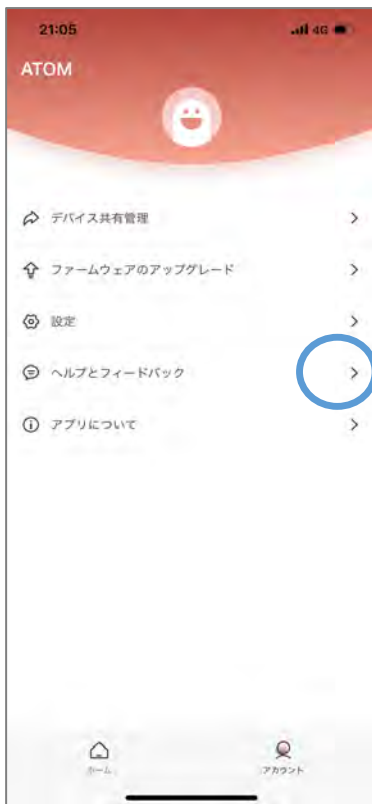 21:05
4G
ATOM
デバイス共有管理
ファームウェアのアップグレード
設定
ヘルプとフィードバック
アプリについて
ホーム
アカウント